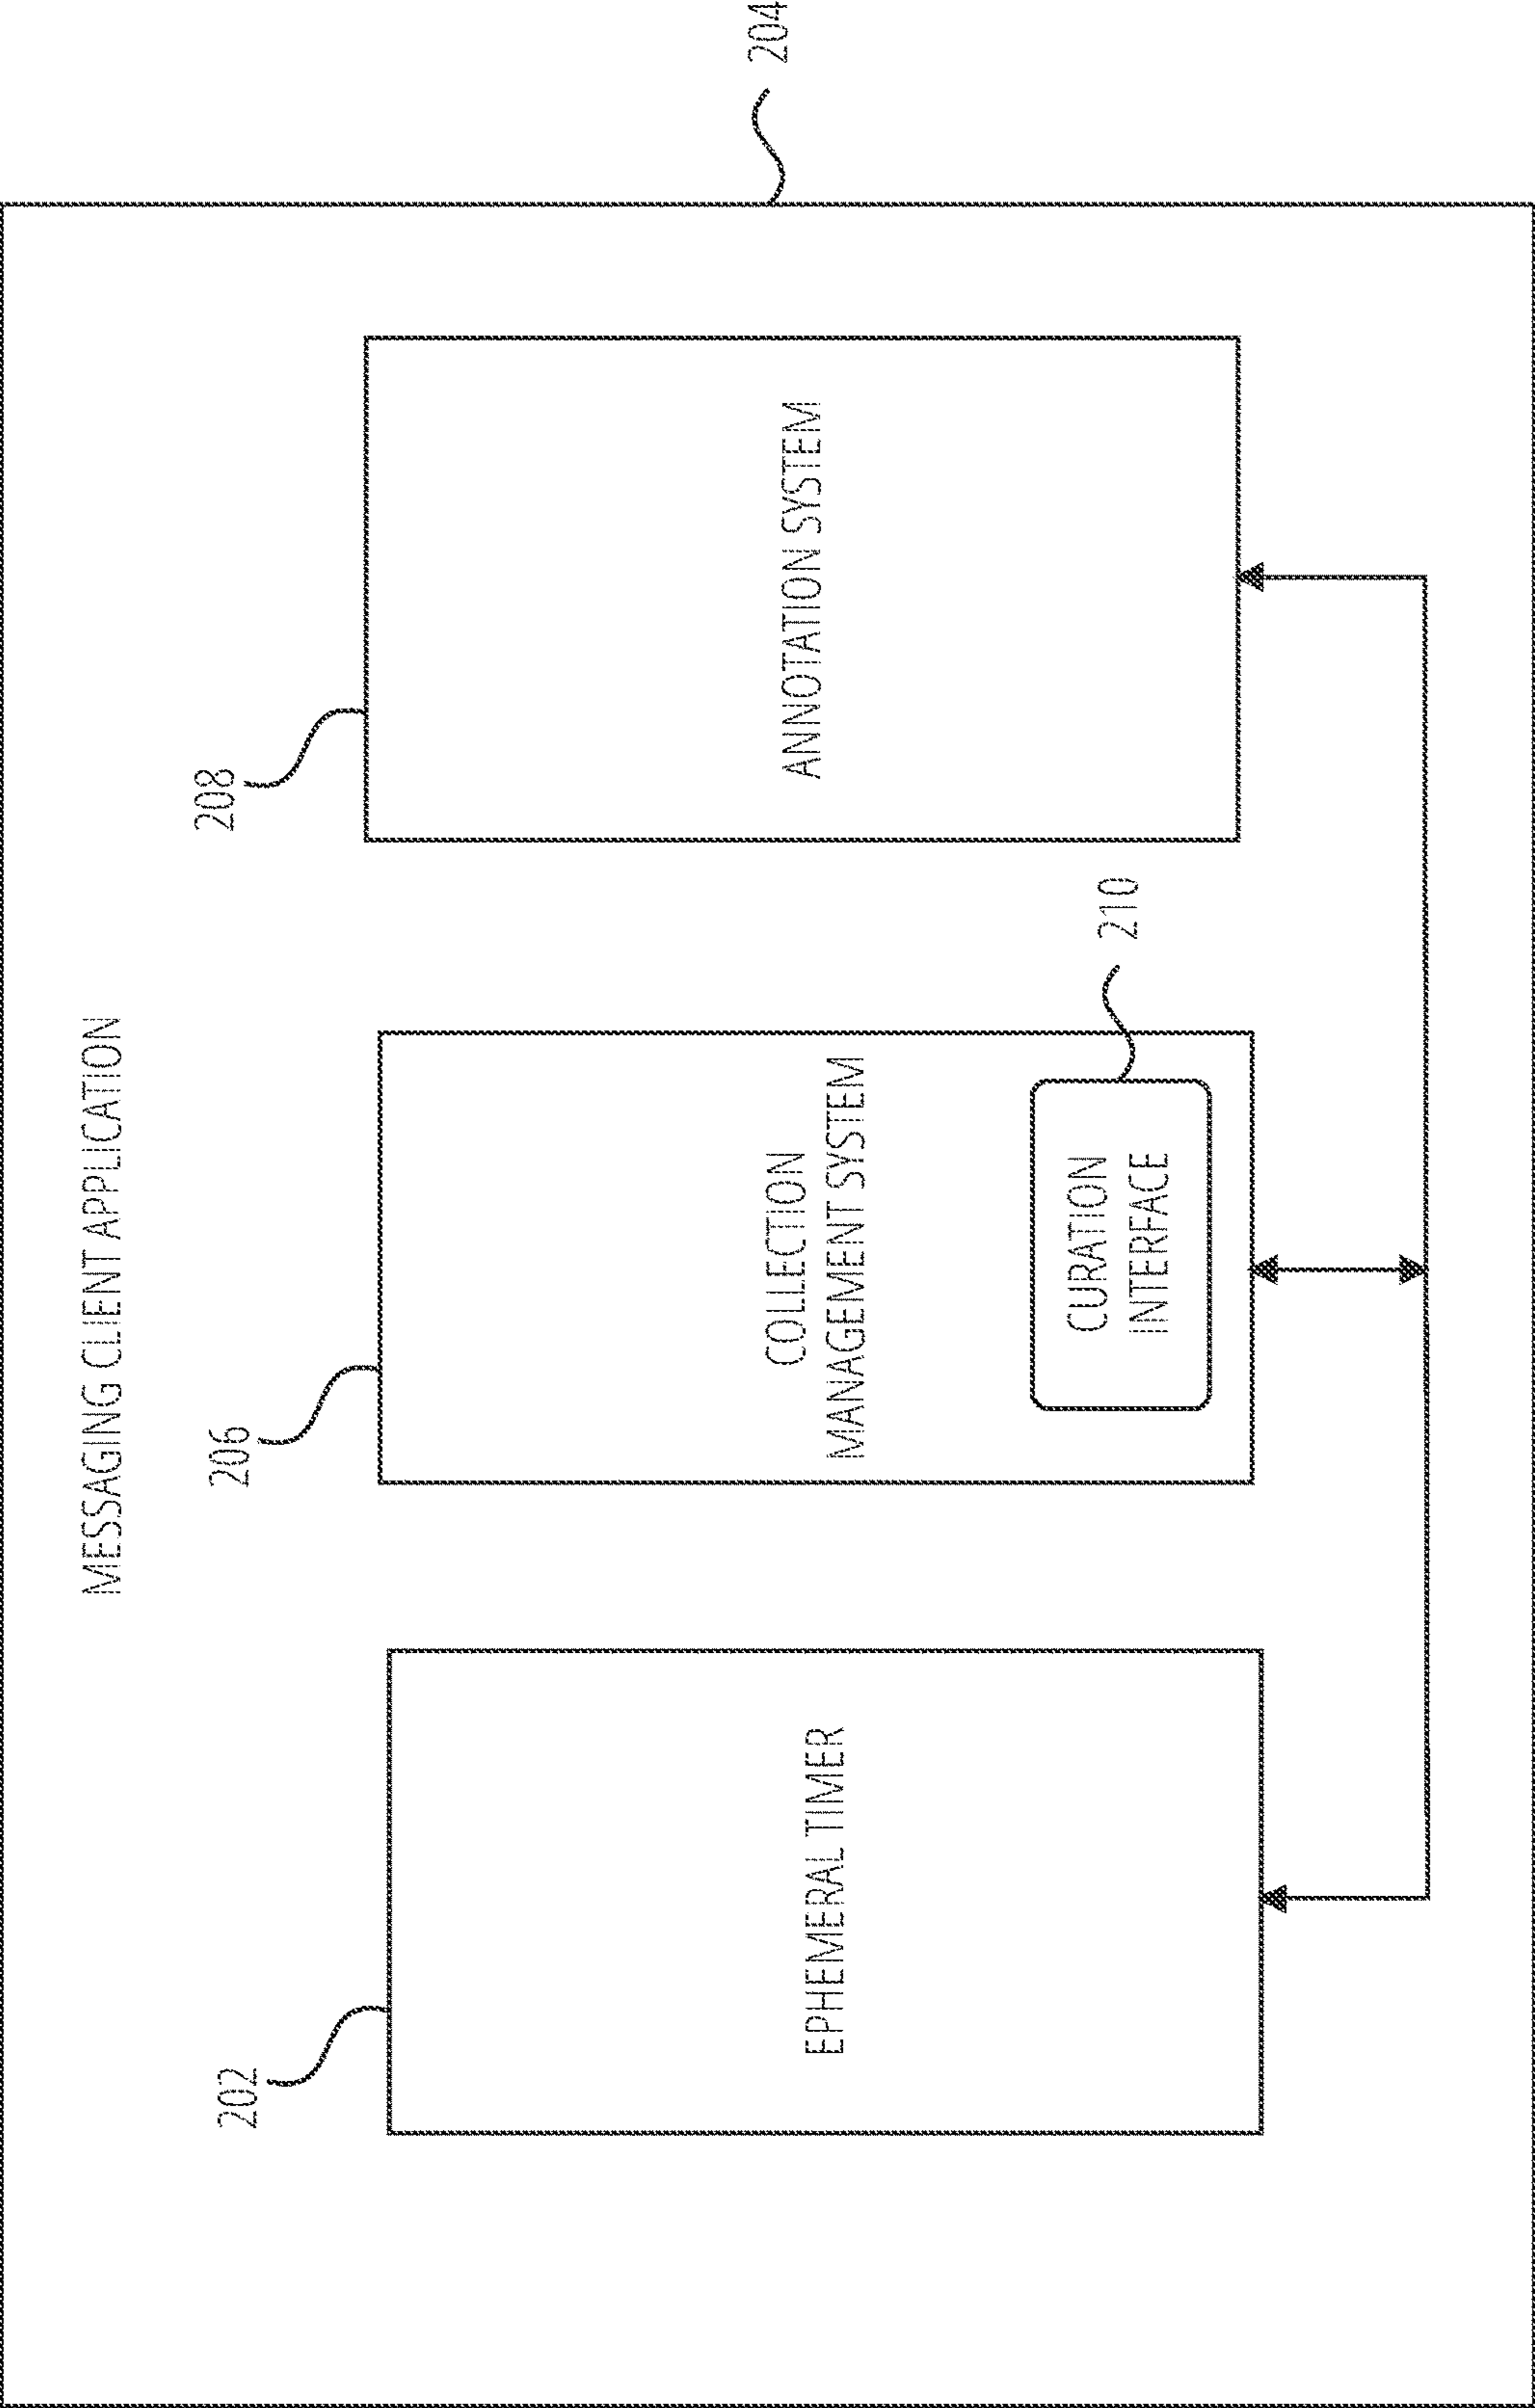 MESSAGING CLIENT APPLICATION
202
206
208
EPHEMERAL TIMER
COLLECTION
MANAGEMENT SYSTEM
ANNOTATION SYSTEM
204
210
CURATION
INTERFACE